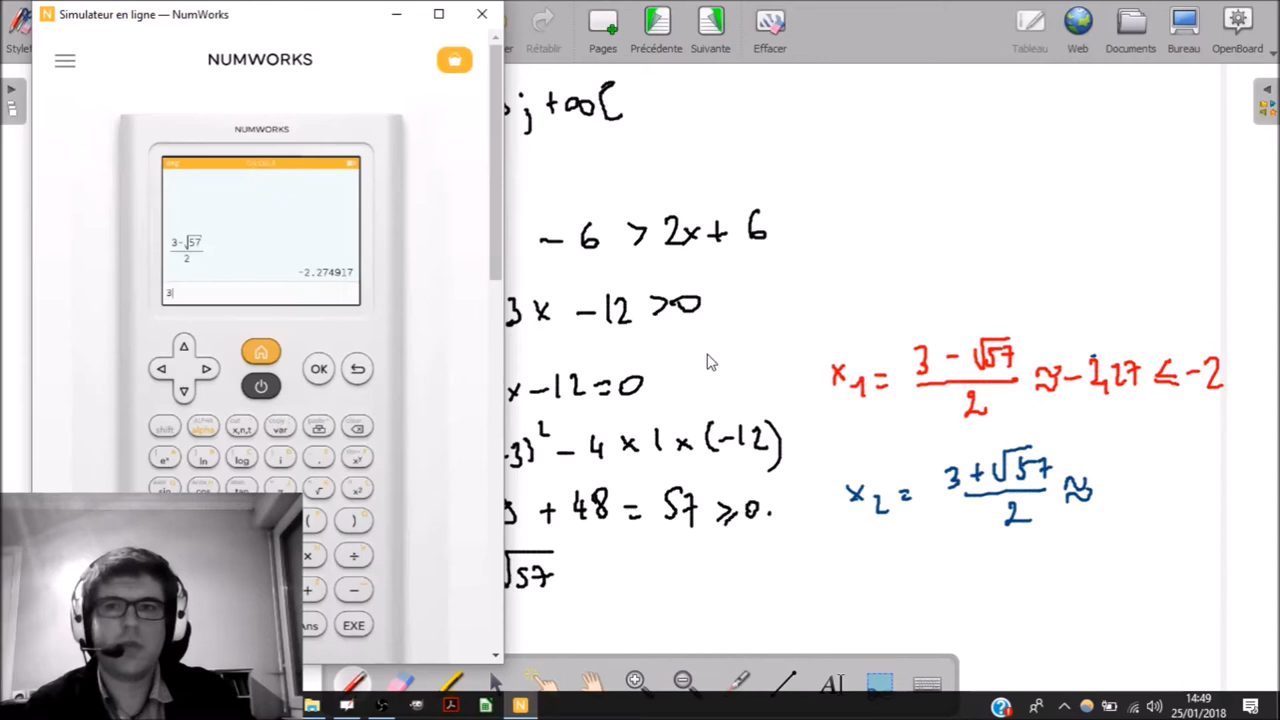 Simulateur en ligne — NumWorks
Rétablir
Pages
Précédente
Suivante
Effacer
Tableau
Web
Documents
Bureau
OpenBoard
NUMWORKS
NUMWORKS
3-√57
2
-2.274917
3
OK
shift
alpha
x,n,t
var
ln
log
i
,
x^y
√
x²
(
)
×
÷
+
−
Ans
EXE
; +∞[
- 6 > 2x + 6
3x - 12 > 0
x - 12 = 0
-3)² - 4 × 1 × (-12)
+ 48 = 57 ⩾ 0.
√57
x₁ = (3 - √57)/2 ≈ -2,27 ⩽ -2
x₂ = (3 + √57)/2 ≈
14:49
25/01/2018